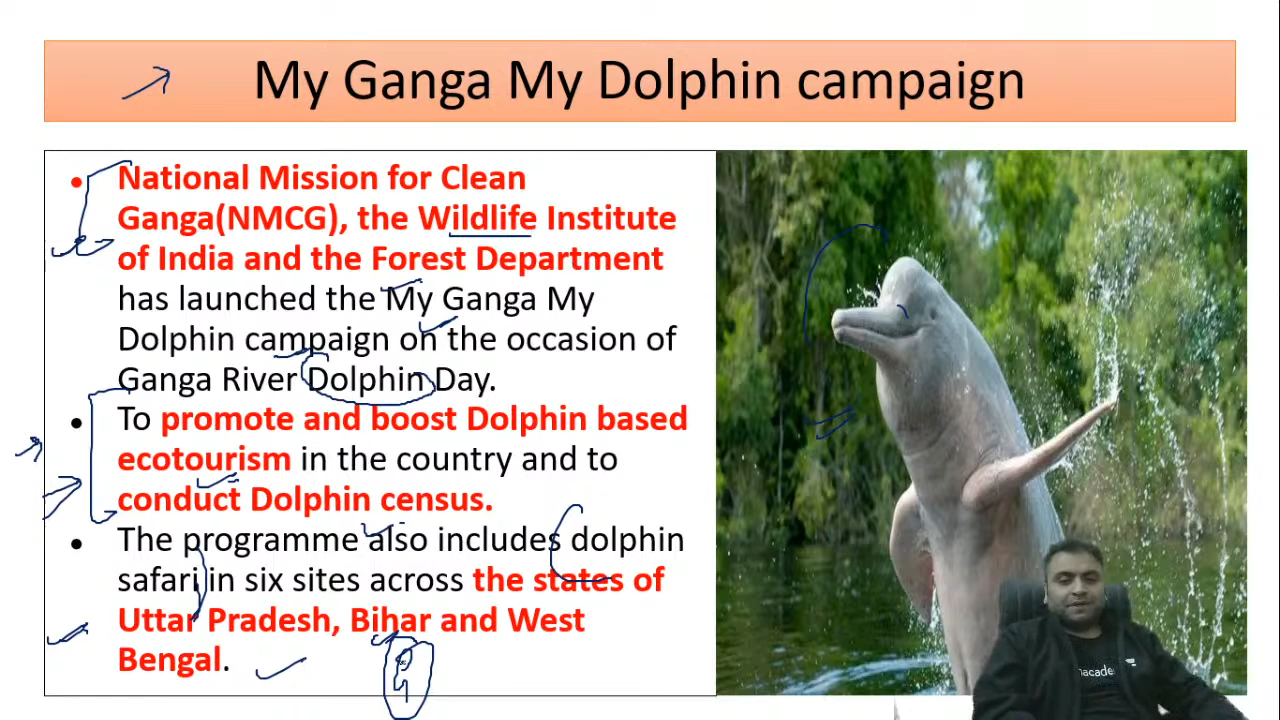 My Ganga My Dolphin campaign
• National Mission for Clean
Ganga(NMCG), the Wildlife Institute
of India and the Forest Department
has launched the My Ganga My
Dolphin campaign on the occasion of
Ganga River Dolphin Day.
• To promote and boost Dolphin based
ecotourism in the country and to
conduct Dolphin census.
• The programme also includes dolphin
safari in six sites across the states of
Uttar Pradesh, Bihar and West
Bengal.